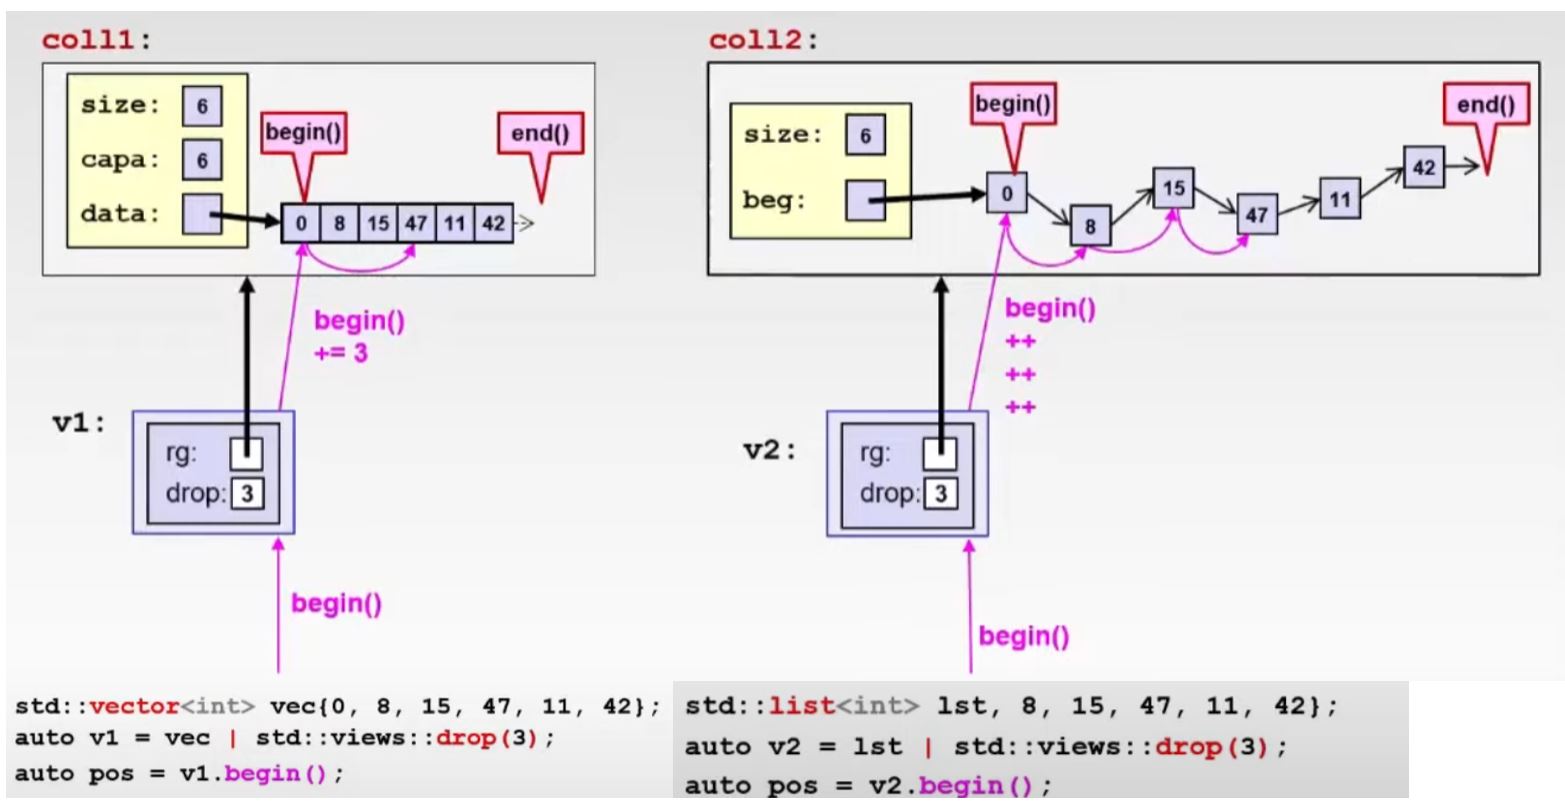 coll1:
size: 6
capa: 6
data:
begin()
end()
0 8 15 47 11 42
begin()
+= 3
v1:
rg:
drop: 3
begin()
std::vector<int> vec{0, 8, 15, 47, 11, 42};
auto v1 = vec | std::views::drop(3);
auto pos = v1.begin();
coll2:
size: 6
beg:
begin()
end()
0
8
15
47
11
42
begin()
++
++
++
v2:
rg:
drop: 3
begin()
std::list<int> lst, 8, 15, 47, 11, 42};
auto v2 = lst | std::views::drop(3);
auto pos = v2.begin();